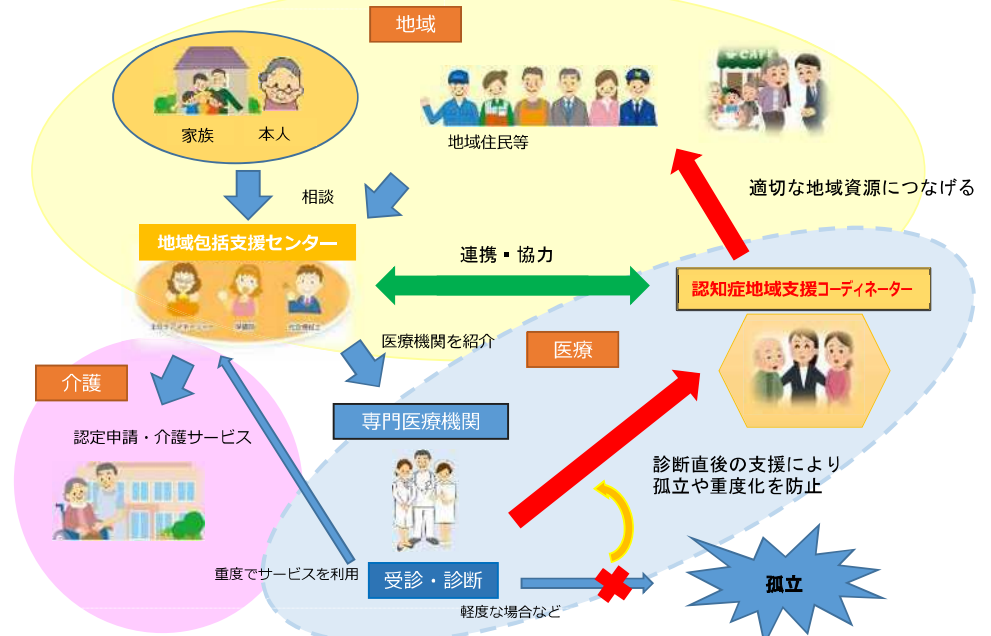 地域
家族
本人
地域住民等
適切な地域資源につなげる
相談
地域包括支援センター
連携・協力
認知症地域支援コーディネーター
医療機関を紹介
医療
介護
専門医療機関
認定申請・介護サービス
診断直後の支援により
孤立や重度化を防止
重度でサービスを利用
受診・診断
軽度な場合など
孤立